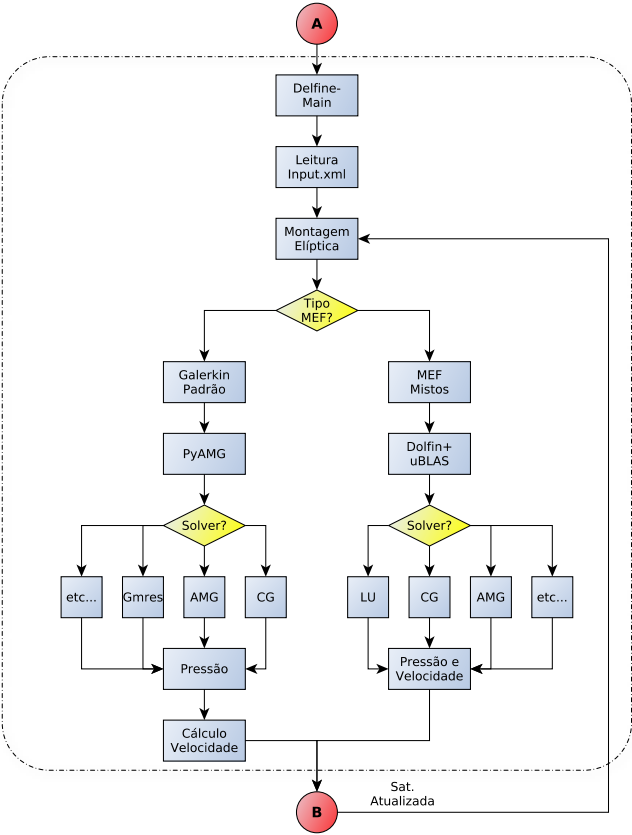 A
Delfine-
Main
Leitura
Input.xml
Montagem
Elíptica
Tipo
MEF?
Galerkin
Padrão
MEF
Mistos
PyAMG
Dolfin+
uBLAS
Solver?
Solver?
etc...
Gmres
AMG
CG
LU
CG
AMG
etc...
Pressão
Pressão e
Velocidade
Cálculo
Velocidade
Sat.
Atualizada
B